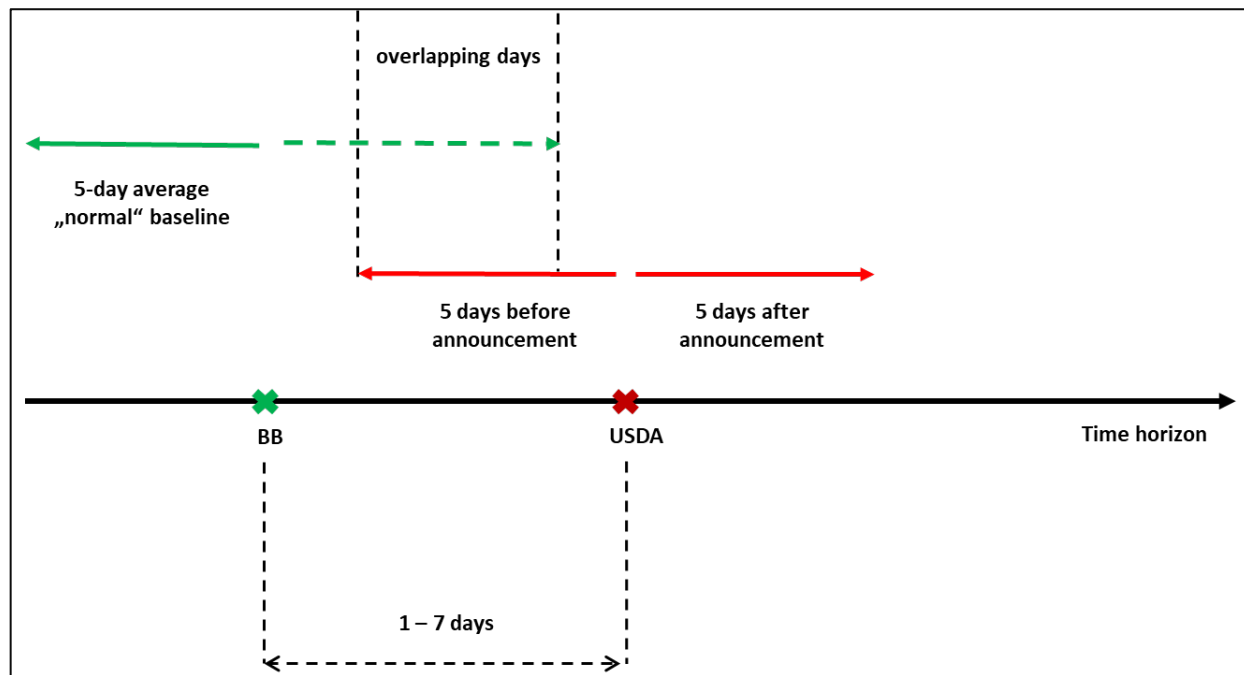 overlapping days
5-day average
„normal“ baseline
5 days before
announcement
5 days after
announcement
BB
USDA
Time horizon
1 – 7 days